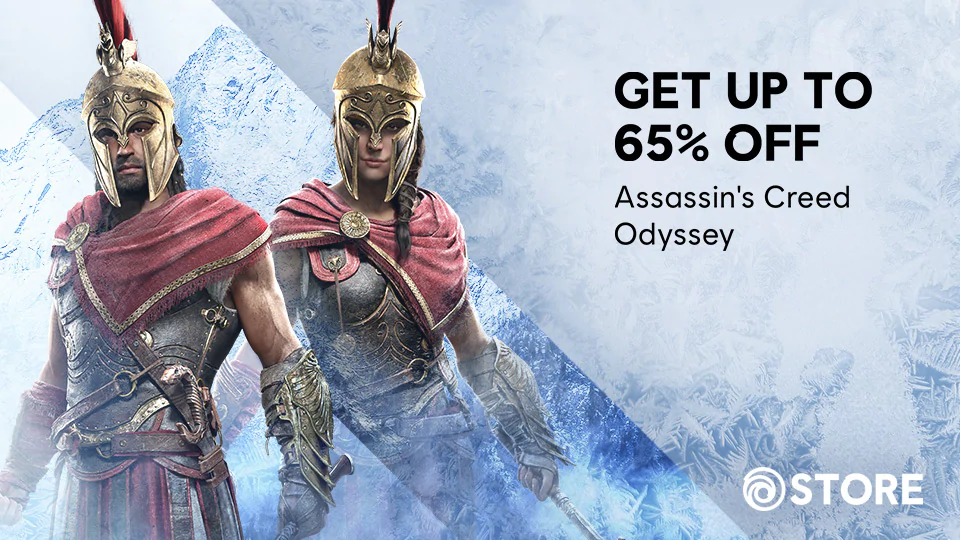 GET UP TO
65% OFF
Assassin's Creed
Odyssey
STORE